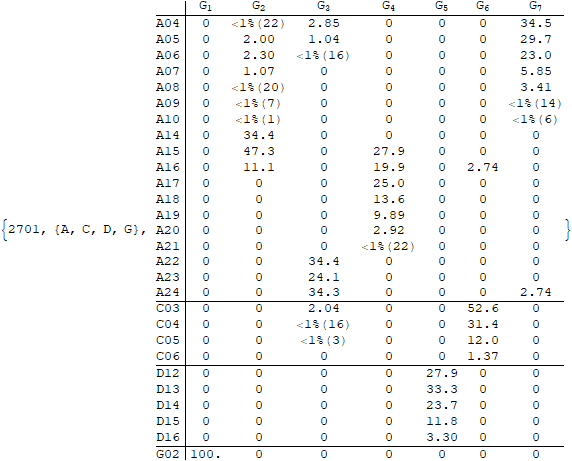 G1 G2 G3 G4 G5 G6 G7
A04 0 <1%(22) 2.85 0 0 0 34.5
A05 0 2.00 1.04 0 0 0 29.7
A06 0 2.30 <1%(16) 0 0 0 23.0
A07 0 1.07 0 0 0 0 5.85
A08 0 <1%(20) 0 0 0 0 3.41
A09 0 <1%(7) 0 0 0 0 <1%(14)
A10 0 <1%(1) 0 0 0 0 <1%(6)
A14 0 34.4 0 0 0 0 0
A15 0 47.3 0 27.9 0 0 0
A16 0 11.1 0 19.9 0 2.74 0
A17 0 0 0 25.0 0 0 0
A18 0 0 0 13.6 0 0 0
A19 0 0 0 9.89 0 0 0
{2701, {A, C, D, G}, A20 0 0 0 2.92 0 0 0 }
A21 0 0 0 <1%(22) 0 0 0
A22 0 0 34.4 0 0 0 0
A23 0 0 24.1 0 0 0 0
A24 0 0 34.3 0 0 0 2.74
C03 0 0 2.04 0 0 52.6 0
C04 0 0 <1%(16) 0 0 31.4 0
C05 0 0 <1%(3) 0 0 12.0 0
C06 0 0 0 0 0 1.37 0
D12 0 0 0 0 27.9 0 0
D13 0 0 0 0 33.3 0 0
D14 0 0 0 0 23.7 0 0
D15 0 0 0 0 11.8 0 0
D16 0 0 0 0 3.30 0 0
G02 100. 0 0 0 0 0 0